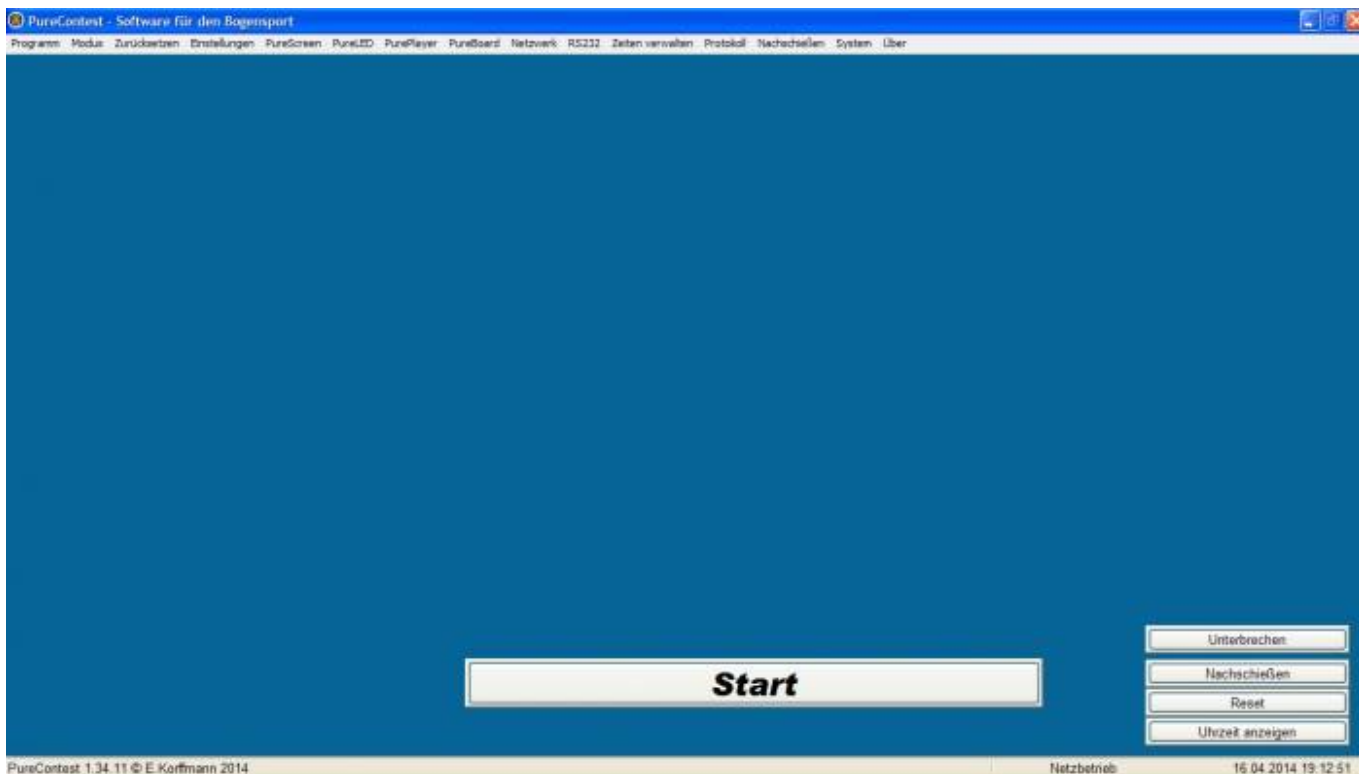 PureContest - Software für den Bogensport
Programm Modus Zurücksetzen Einstellungen PureScreen PureLED PurePlayer PureBoard Netzwerk RS232 Zeiten verwalten Protokoll Nachschießen System Über
Unterbrechen
Start
Nachschießen
Reset
Uhrzeit anzeigen
PureContest 1.34.11 © E.Korffmann 2014 Netzbetrieb 16.04.2014 19:12:51